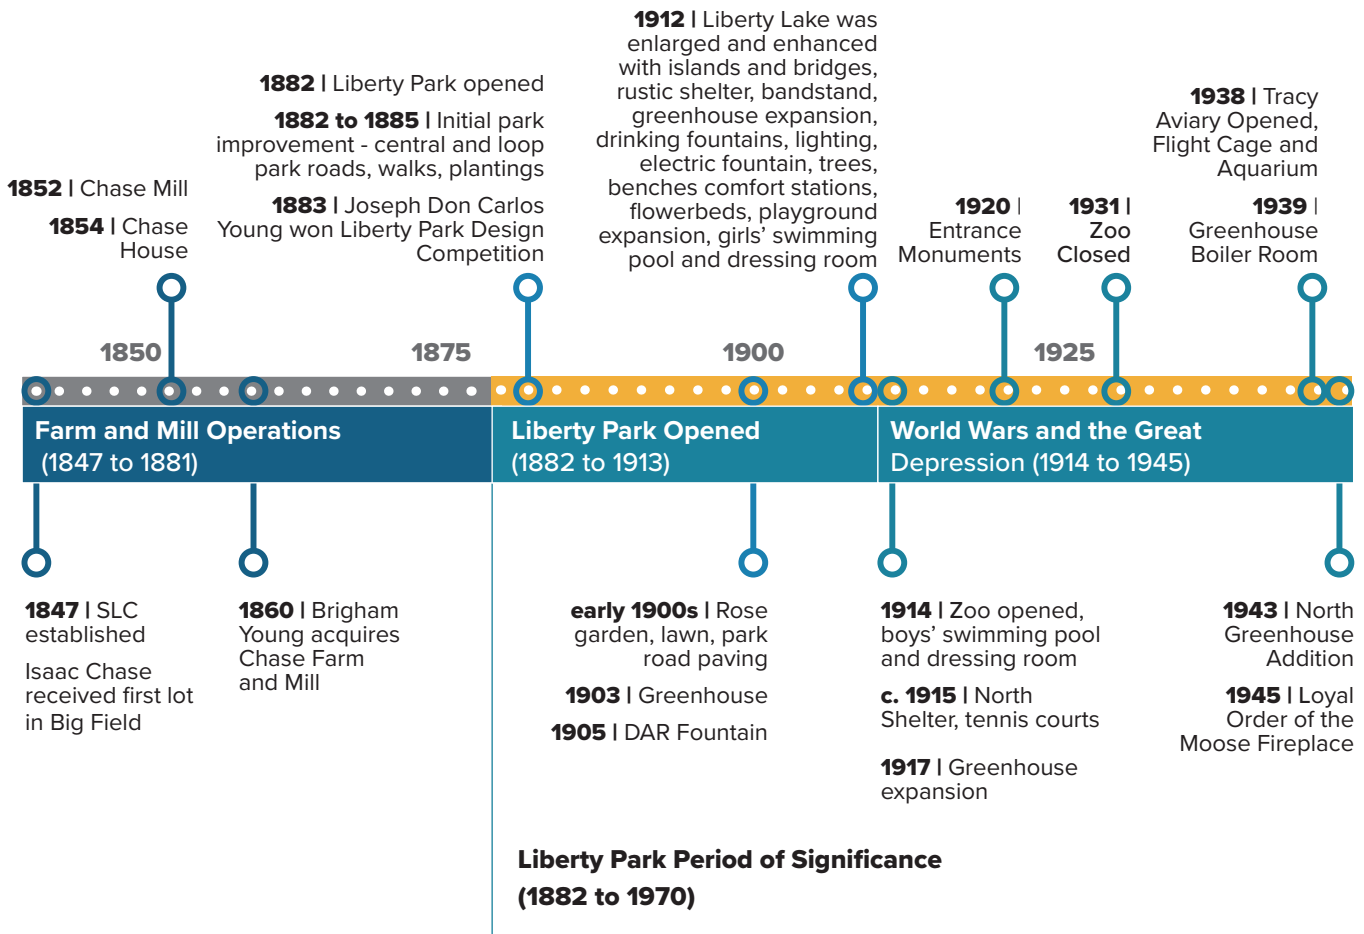 1852 | Chase Mill
1854 | Chase
House
1882 | Liberty Park opened
1882 to 1885 | Initial park
improvement - central and loop
park roads, walks, plantings
1883 | Joseph Don Carlos
Young won Liberty Park Design
Competition
1912 | Liberty Lake was
enlarged and enhanced
with islands and bridges,
rustic shelter, bandstand,
greenhouse expansion,
drinking fountains, lighting,
electric fountain, trees,
benches comfort stations,
flowerbeds, playground
expansion, girls' swimming
pool and dressing room
1920 |
Entrance
Monuments
1931 |
Zoo
Closed
1938 | Tracy
Aviary Opened,
Flight Cage and
Aquarium
1939 |
Greenhouse
Boiler Room
1850
1875
1900
1925
Farm and Mill Operations
(1847 to 1881)
Liberty Park Opened
(1882 to 1913)
World Wars and the Great
Depression (1914 to 1945)
1847 | SLC
established
Isaac Chase
received first lot
in Big Field
1860 | Brigham
Young acquires
Chase Farm
and Mill
early 1900s | Rose
garden, lawn, park
road paving
1903 | Greenhouse
1905 | DAR Fountain
1914 | Zoo opened,
boys' swimming pool
and dressing room
c. 1915 | North
Shelter, tennis courts
1917 | Greenhouse
expansion
1943 | North
Greenhouse
Addition
1945 | Loyal
Order of the
Moose Fireplace
Liberty Park Period of Significance
(1882 to 1970)